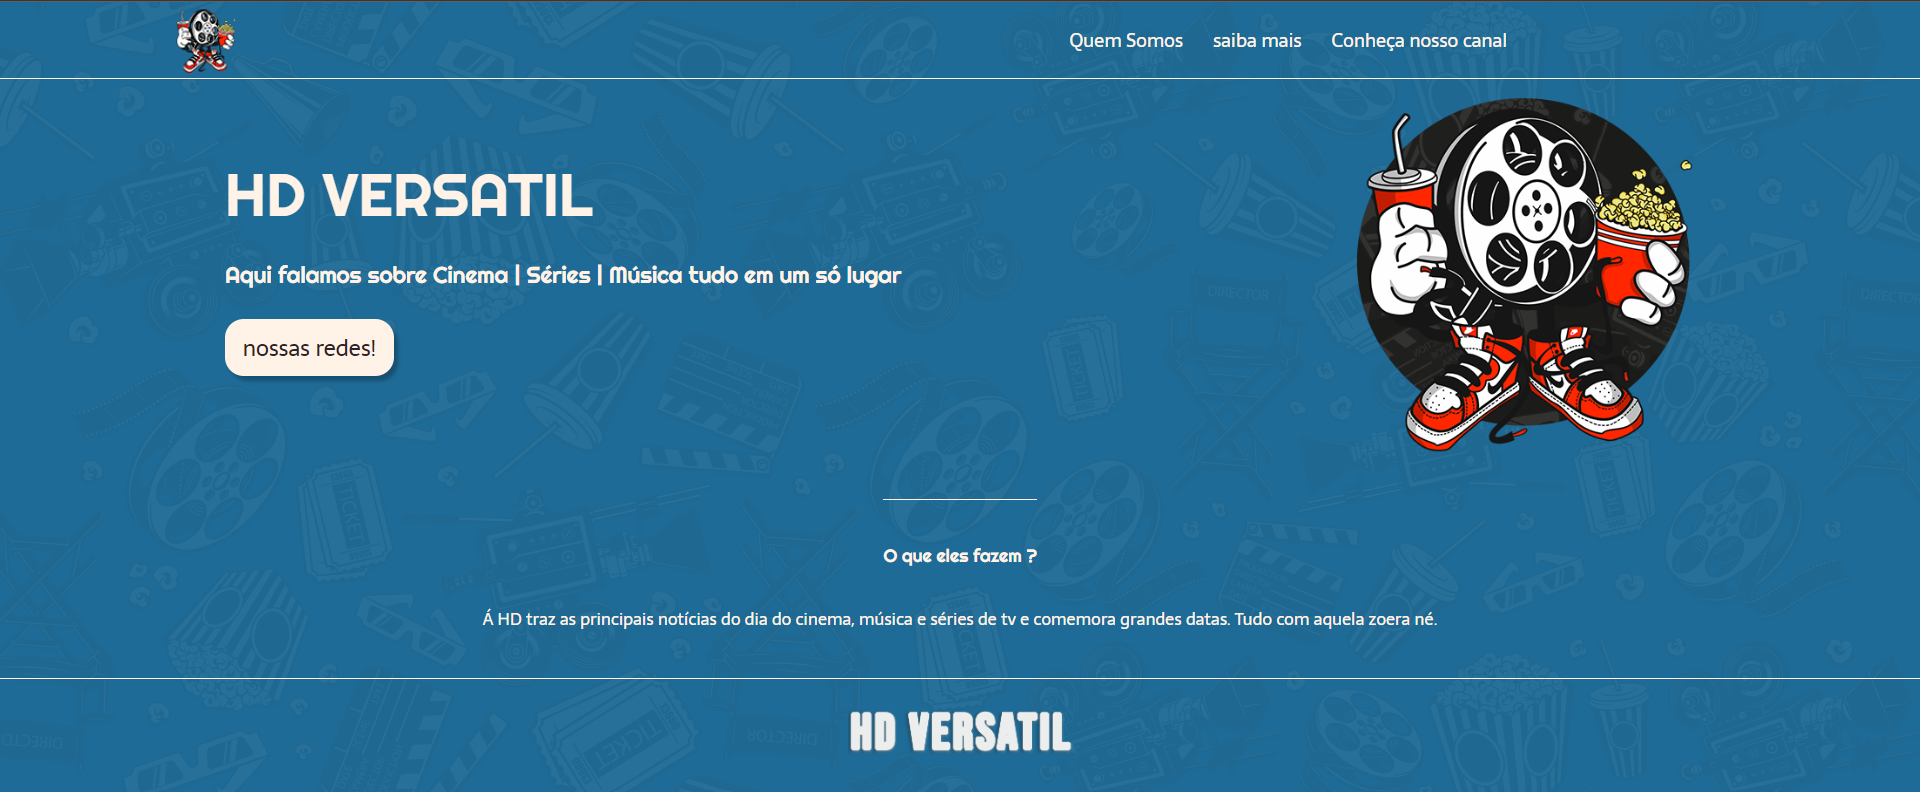 Quem Somos saiba mais Conheça nosso canal
HD VERSATIL
Aqui falamos sobre Cinema | Séries | Música tudo em um só lugar
nossas redes!
O que eles fazem ?
Á HD traz as principais notícias do dia do cinema, música e séries de tv e comemora grandes datas. Tudo com aquela zoera né.
HD VERSATIL